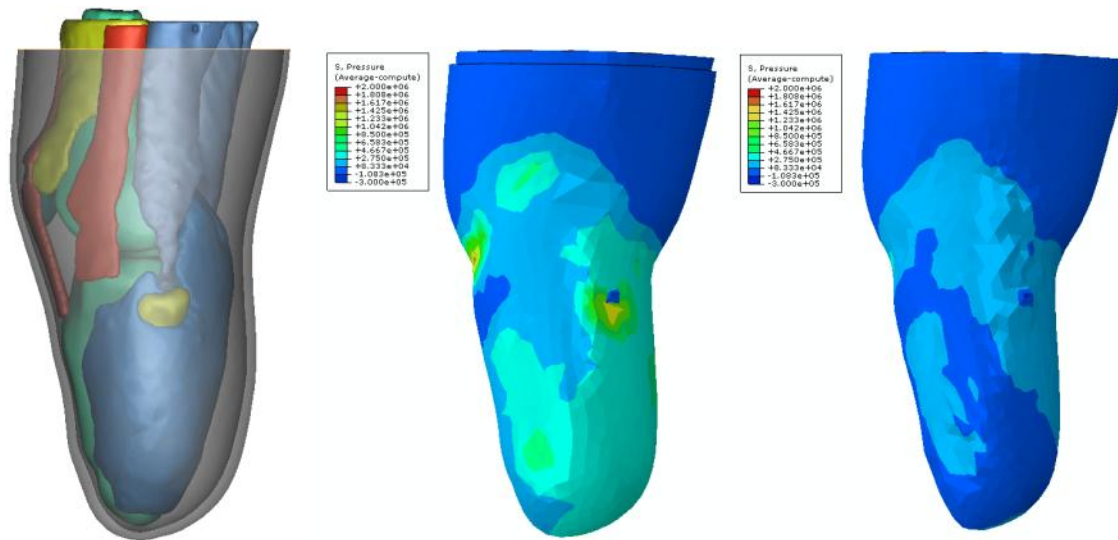 S, Pressure
(Average-compute)
+2.000e+06
+1.808e+06
+1.617e+06
+1.425e+06
+1.233e+06
+1.042e+06
+8.500e+05
+6.583e+05
+4.667e+05
+2.750e+05
+8.333e+04
-1.083e+05
-3.000e+05
S, Pressure
(Average-compute)
+2.000e+06
+1.808e+06
+1.617e+06
+1.425e+06
+1.233e+06
+1.042e+06
+8.500e+05
+6.583e+05
+4.667e+05
+2.750e+05
+8.333e+04
-1.083e+05
-3.000e+05